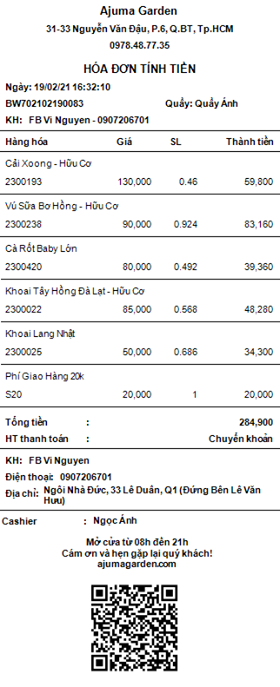 Ajuma Garden
31-33 Nguyễn Văn Đậu, P.6, Q.BT, Tp.HCM
0978.48.77.35
HÓA ĐƠN TÍNH TIỀN
Ngày: 19/02/21 16:32:10
BW702102190083 Quầy: Quầy Ánh
KH: FB Vi Nguyen - 0907206701
Hàng hóa Giá SL Thành tiền
Cải Xoong - Hữu Cơ
2300193 130,000 0.46 59,800
Vú Sữa Bơ Hồng - Hữu Cơ
2300238 90,000 0.924 83,160
Cà Rốt Baby Lớn
2300420 80,000 0.492 39,360
Khoai Tây Hồng Đà Lạt - Hữu Cơ
2300022 85,000 0.568 48,280
Khoai Lang Nhật
2300025 50,000 0.686 34,300
Phí Giao Hàng 20k
S20 20,000 1 20,000
Tổng tiền : 284,900
HT thanh toán : Chuyển khoản
KH: FB Vi Nguyen
Điện thoại: 0907206701
Địa chỉ: Ngôi Nhà Đức, 33 Lê Duẩn, Q1 (Đứng Bên Lê Văn
Hưu)
Cashier : Ngọc Ánh
Mở cửa từ 08h đến 21h
Cám ơn và hẹn gặp lại quý khách!
ajumagarden.com